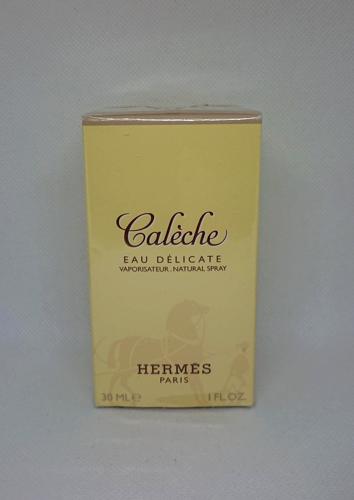 Calèche
EAU DÉLICATE
VAPORISATEUR . NATURAL SPRAY
HERMÈS
PARIS
30 ML ℮ 1 FL.OZ.